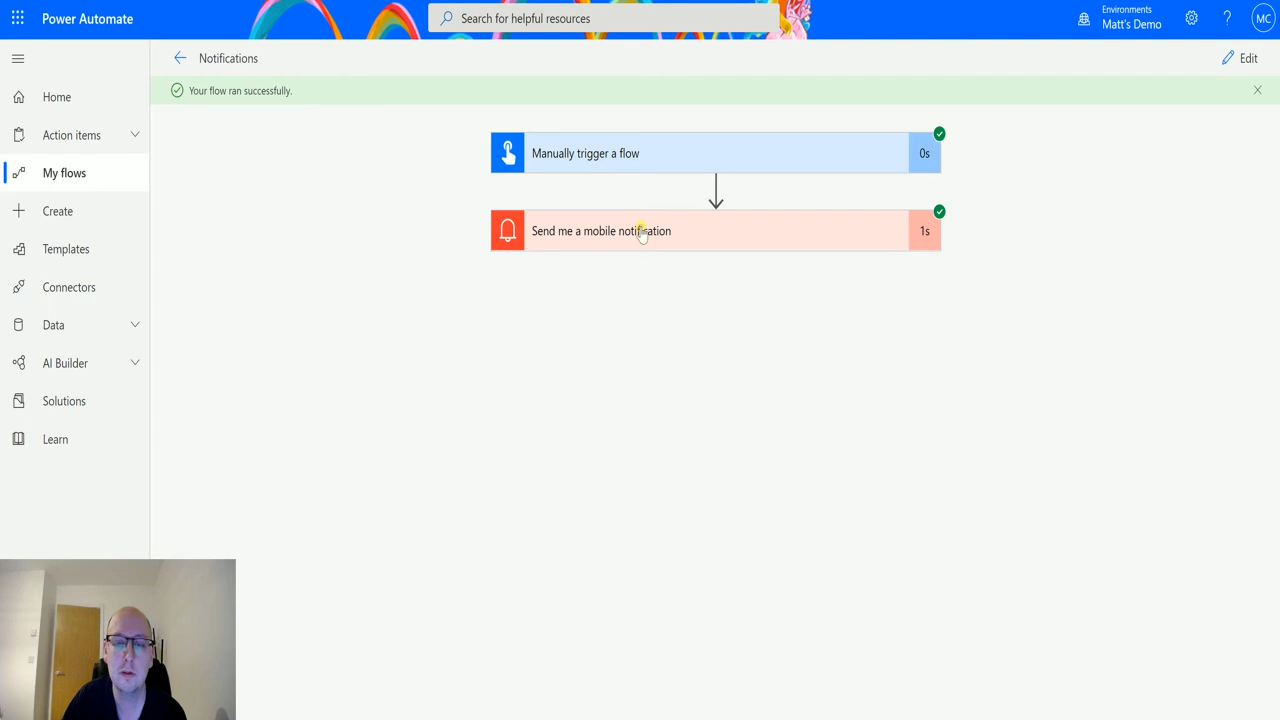 Power Automate
Search for helpful resources
Environments
Matt's Demo
MC
Notifications
Edit
Your flow ran successfully.
Home
Action items
My flows
Create
Templates
Connectors
Data
AI Builder
Solutions
Learn
Manually trigger a flow
0s
Send me a mobile notification
1s